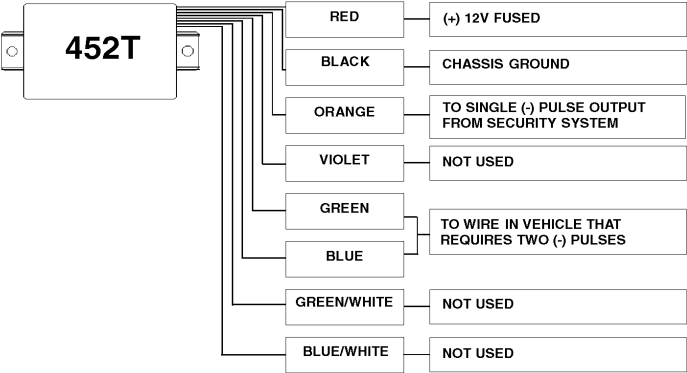 452T
RED
(+) 12V FUSED
BLACK
CHASSIS GROUND
ORANGE
TO SINGLE (-) PULSE OUTPUT
FROM SECURITY SYSTEM
VIOLET
NOT USED
GREEN
BLUE
TO WIRE IN VEHICLE THAT
REQUIRES TWO (-) PULSES
GREEN/WHITE
NOT USED
BLUE/WHITE
NOT USED